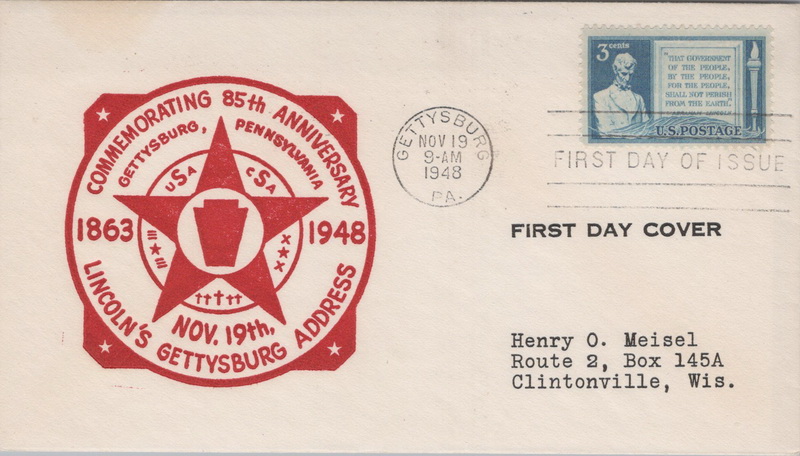 COMMEMORATING 85th ANNIVERSARY
GETTYSBURG, PENNSYLVANIA
USA CSA
1863 1948
NOV. 19th,
LINCOLN'S GETTYSBURG ADDRESS
GETTYSBURG
NOV 19
9-AM
1948
PA.
3 cents
"THAT GOVERNMENT
OF THE PEOPLE,
BY THE PEOPLE,
FOR THE PEOPLE,
SHALL NOT PERISH
FROM THE EARTH."
ABRAHAM LINCOLN
U.S. POSTAGE
FIRST DAY OF ISSUE
FIRST DAY COVER
Henry O. Meisel
Route 2, Box 145A
Clintonville, Wis.